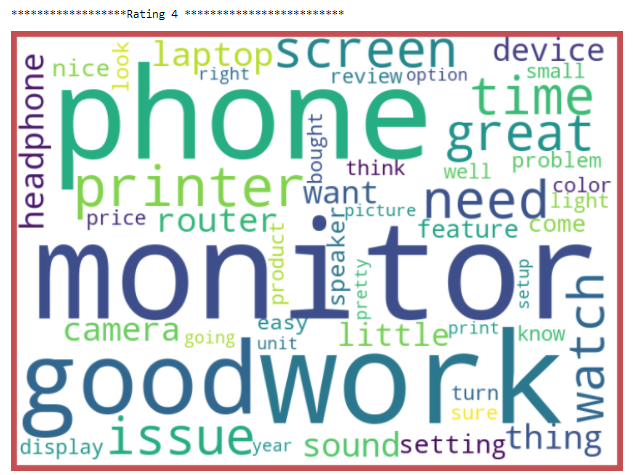 ******************Rating 4 *************************
headphone
nice
look
laptop
right
screen
review
option
device
small
phone
time
great
bought
think
well
problem
printer
want
need
color
light
price
router
picture
feature
come
monitor
product
speaker
pretty
setup
watch
camera
going
easy
unit
little
print
know
good
work
turn
sure
display
issue
year
sound
setting
thing